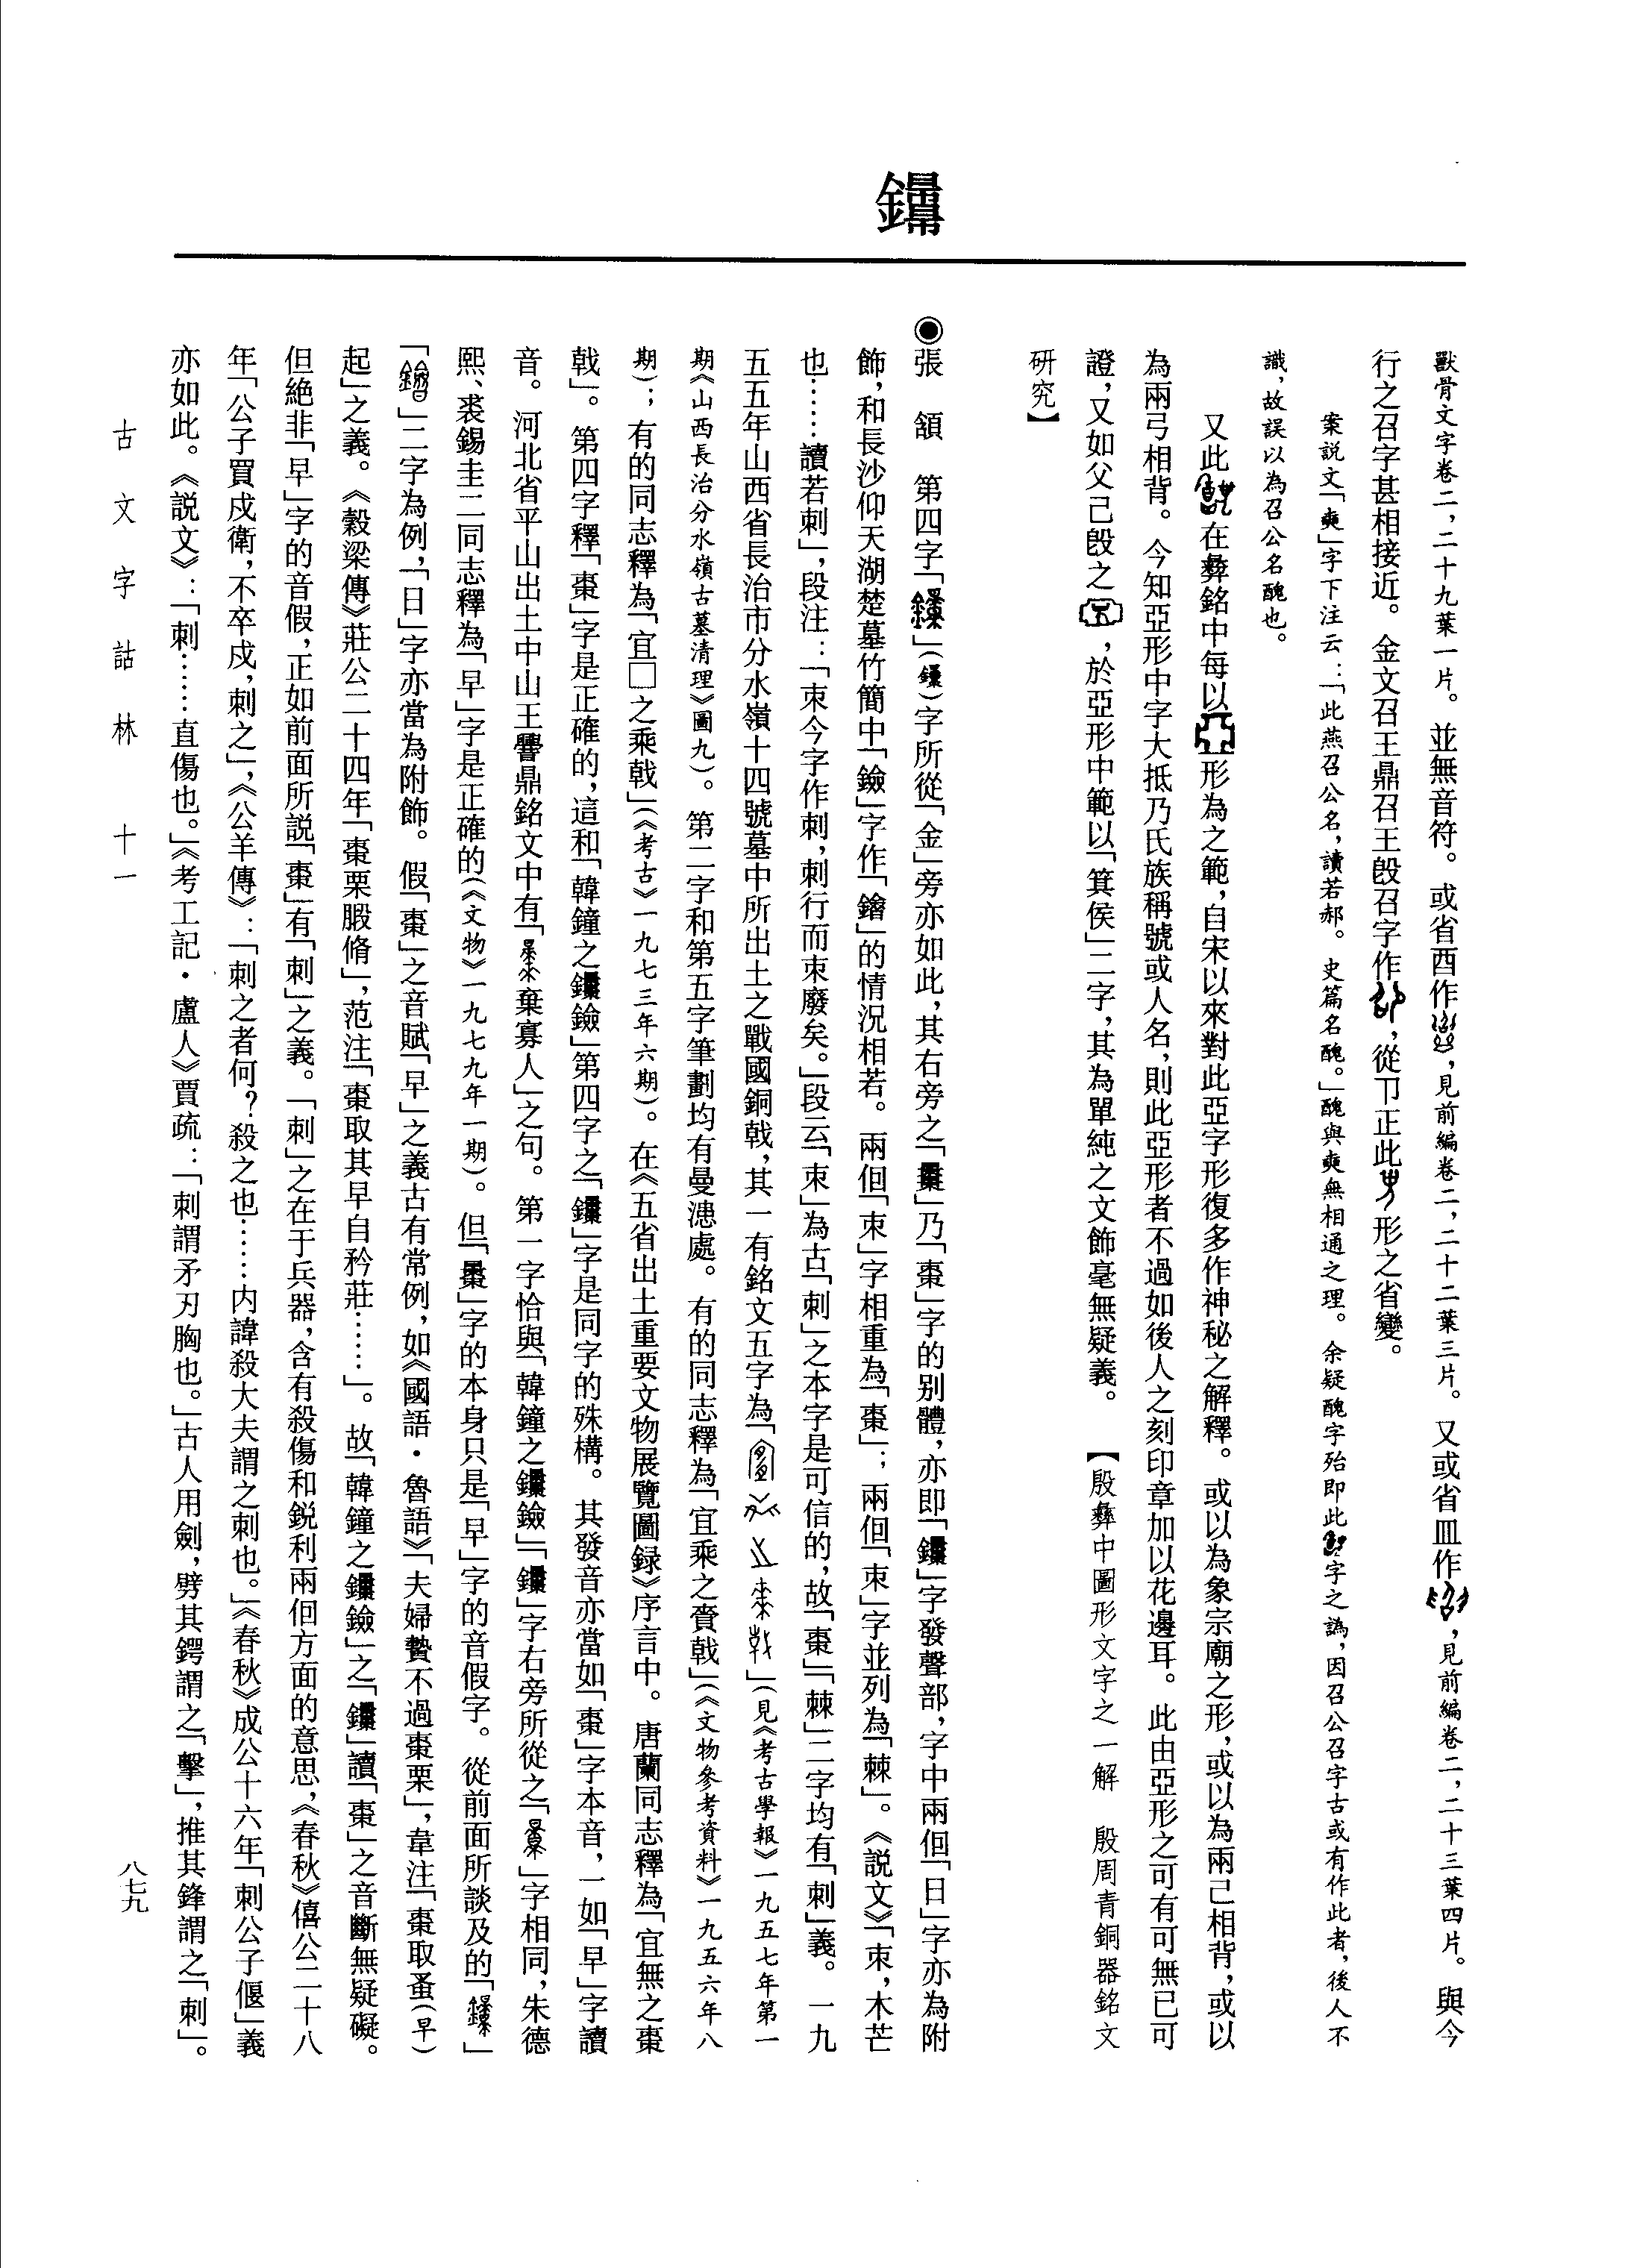 獸骨文字卷二,二十九葉一片。並無音符。或省酉作,見前編卷二,二十二葉三片。又或省皿作,見前編卷二,二十三葉四片。與今
行之召字甚相接近。金文召王鼎召王𣪘召字作,從卩正此形之省變。
案説文「奭」字下注云:「此燕召公名,讀若郝。史篇名醜。」醜與奭無相通之理。余疑醜字殆即此字之譌,因召公召字古或有作此者,後人不
識,故誤以為召公名醜也。
又此在彝銘中每以形為之範,自宋以來對此亞字形復多作神秘之解釋。或以為象宗廟之形,或以為兩己相背,或以
為兩弓相背。今知亞形中字大抵乃氏族稱號或人名,則此亞形者不過如後人之刻印章加以花邊耳。此由亞形之可有可無已可
證,又如父己𣪘之,於亞形中範以「箕侯」二字,其為單純之文飾毫無疑義。 【殷彝中圖形文字之一解 殷周青銅器銘文
研究】
◉張 頷 第四字「」()字所從「金」旁亦如此,其右旁之「」乃「棗」字的别體,亦即「」字發聲部,字中兩個「日」字亦為附
飾,和長沙仰天湖楚墓竹簡中「鐱」字作「」的情況相若。兩個「朿」字相重為「棗」;兩個「朿」字並列為「棘」。《説文》「朿,木芒
也……讀若刺」,段注:「朿今字作刺,刺行而朿廢矣。」段云「朿」為古「刺」之本字是可信的,故「棗」「棘」二字均有「刺」義。一九
五五年山西省長治市分水嶺十四號墓中所出土之戰國銅戟,其一有銘文五字為「」(見《考古學報》一九五七年第一
期《山西長治分水嶺古墓清理》圖九)。第二字和第五字筆劃均有曼漶處。有的同志釋為「宜乘之賫戟」(《文物參考資料》一九五六年八
期);有的同志釋為「宜□之乘戟」(《考古》一九七三年六期)。在《五省出土重要文物展覽圖録》序言中。唐蘭同志釋為「宜無之棗
戟」。第四字釋「棗」字是正確的,這和「韓鐘之鐱」第四字之「」字是同字的殊構。其發音亦當如「棗」字本音,一如「早」字讀
音。河北省平山出土中山王䯧鼎銘文中有「棄寡人」之句。第一字恰與「韓鐘之鐱」「」字右旁所從之「」字相同,朱德
熙、裘錫圭二同志釋為「早」字是正確的(《文物》一九七九年一期)。但「」字的本身只是「早」字的音假字。從前面所談及的「」
「」二字為例,「日」字亦當為附飾。假「棗」之音賦「早」之義古有常例,如《國語·魯語》「夫婦贄不過棗栗」,韋注「棗取蚤(早)
起」之義。《穀梁傳》莊公二十四年「棗栗腶脩」,范注「棗取其早自矜莊……」。故「韓鐘之鐱」之「」讀「棗」之音斷無疑礙。
但絶非「早」字的音假,正如前面所説「棗」有「刺」之義。「刺」之在于兵器,含有殺傷和鋭利兩個方面的意思,《春秋》僖公二十八
年「公子買戍衛,不卒戍,刺之」,《公羊傳》:「刺之者何?殺之也……内諱殺大夫謂之刺也。」《春秋》成公十六年「刺公子偃」義
亦如此。《説文》:「刺……直傷也。」《考工記·盧人》賈疏:「刺謂矛刃胸也。」古人用劍,劈其鍔謂之「擊」,推其鋒謂之「刺」。
古文字詁林 十一
八七九